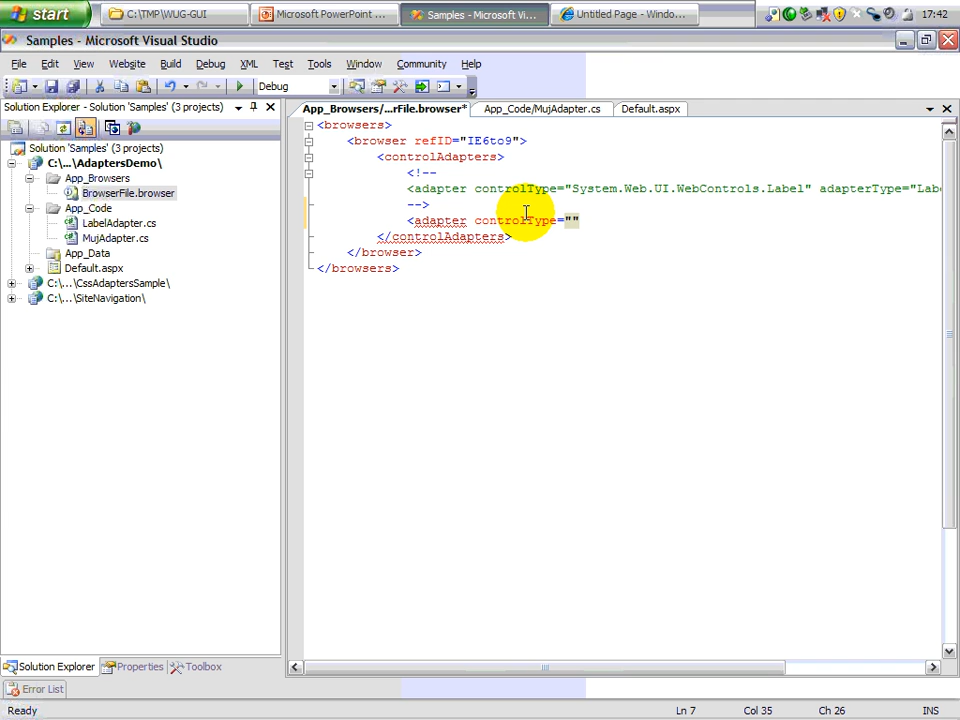 start
C:\TMP\WUG-GUI
Microsoft PowerPoint ...
Samples - Microsoft Vi...
Untitled Page - Windo...
17:42
Samples - Microsoft Visual Studio
File Edit View Website Build Debug XML Test Tools Window Community Help
Debug
Solution Explorer - Solution 'Samples' (3 projects)
Solution 'Samples' (3 projects)
C:\...\AdaptersDemo\
App_Browsers
BrowserFile.browser
App_Code
LabelAdapter.cs
MujAdapter.cs
App_Data
Default.aspx
C:\...\CssAdaptersSample\
C:\...\SiteNavigation\
App_Browsers/...rFile.browser* App_Code/MujAdapter.cs Default.aspx
<browsers>
<browser refID="IE6to9">
<controlAdapters>
<!--
<adapter controlType="System.Web.UI.WebControls.Label" adapterType="Labe
-->
<adapter controlType=""
</controlAdapters>
</browser>
</browsers>
Solution Explorer Properties Toolbox
Error List
Ready Ln 7 Col 35 Ch 26 INS